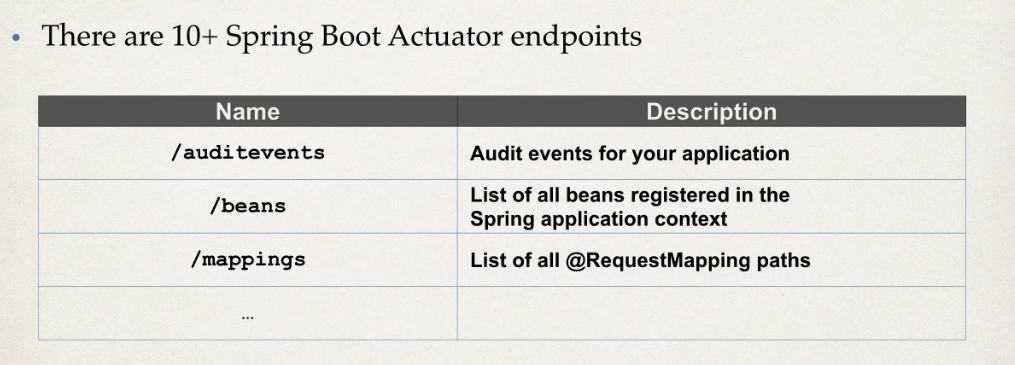 • There are 10+ Spring Boot Actuator endpoints
Name Description
/auditevents Audit events for your application
/beans List of all beans registered in the
Spring application context
/mappings List of all @RequestMapping paths
...